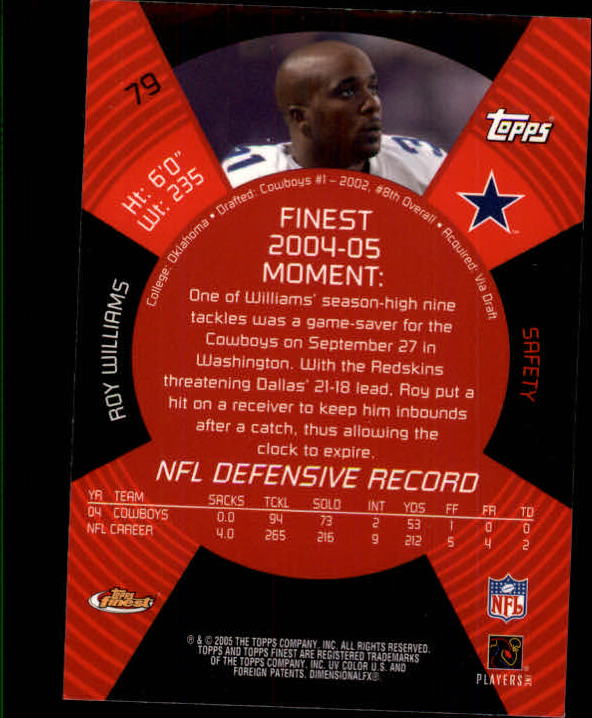 79
Ht: 6'0"
Wt: 235
TOPPS
31
College: Oklahoma • Drafted: Cowboys #1 - 2002, #8th Overall • Acquired: Via Draft
FINEST
2004-05
MOMENT:
One of Williams' season-high nine
tackles was a game-saver for the
Cowboys on September 27 in
Washington. With the Redskins
threatening Dallas' 21-18 lead, Roy put a
hit on a receiver to keep him inbounds
after a catch, thus allowing the
clock to expire.
ROY WILLIAMS
SAFETY
NFL DEFENSIVE RECORD
YR TEAM SACKS TCKL SOLO INT YDS FF FR TD
04 COWBOYS 0.0 94 73 2 53 1 0 0
NFL CAREER 4.0 265 216 9 212 5 4 2
TOPPS
finest
NFL
PLAYERS INC
® & © 2005 THE TOPPS COMPANY, INC. ALL RIGHTS RESERVED.
TOPPS AND TOPPS FINEST ARE REGISTERED TRADEMARKS
OF THE TOPPS COMPANY, INC. UV COLOR U.S. AND
FOREIGN PATENTS. DIMENSIONALFX®.